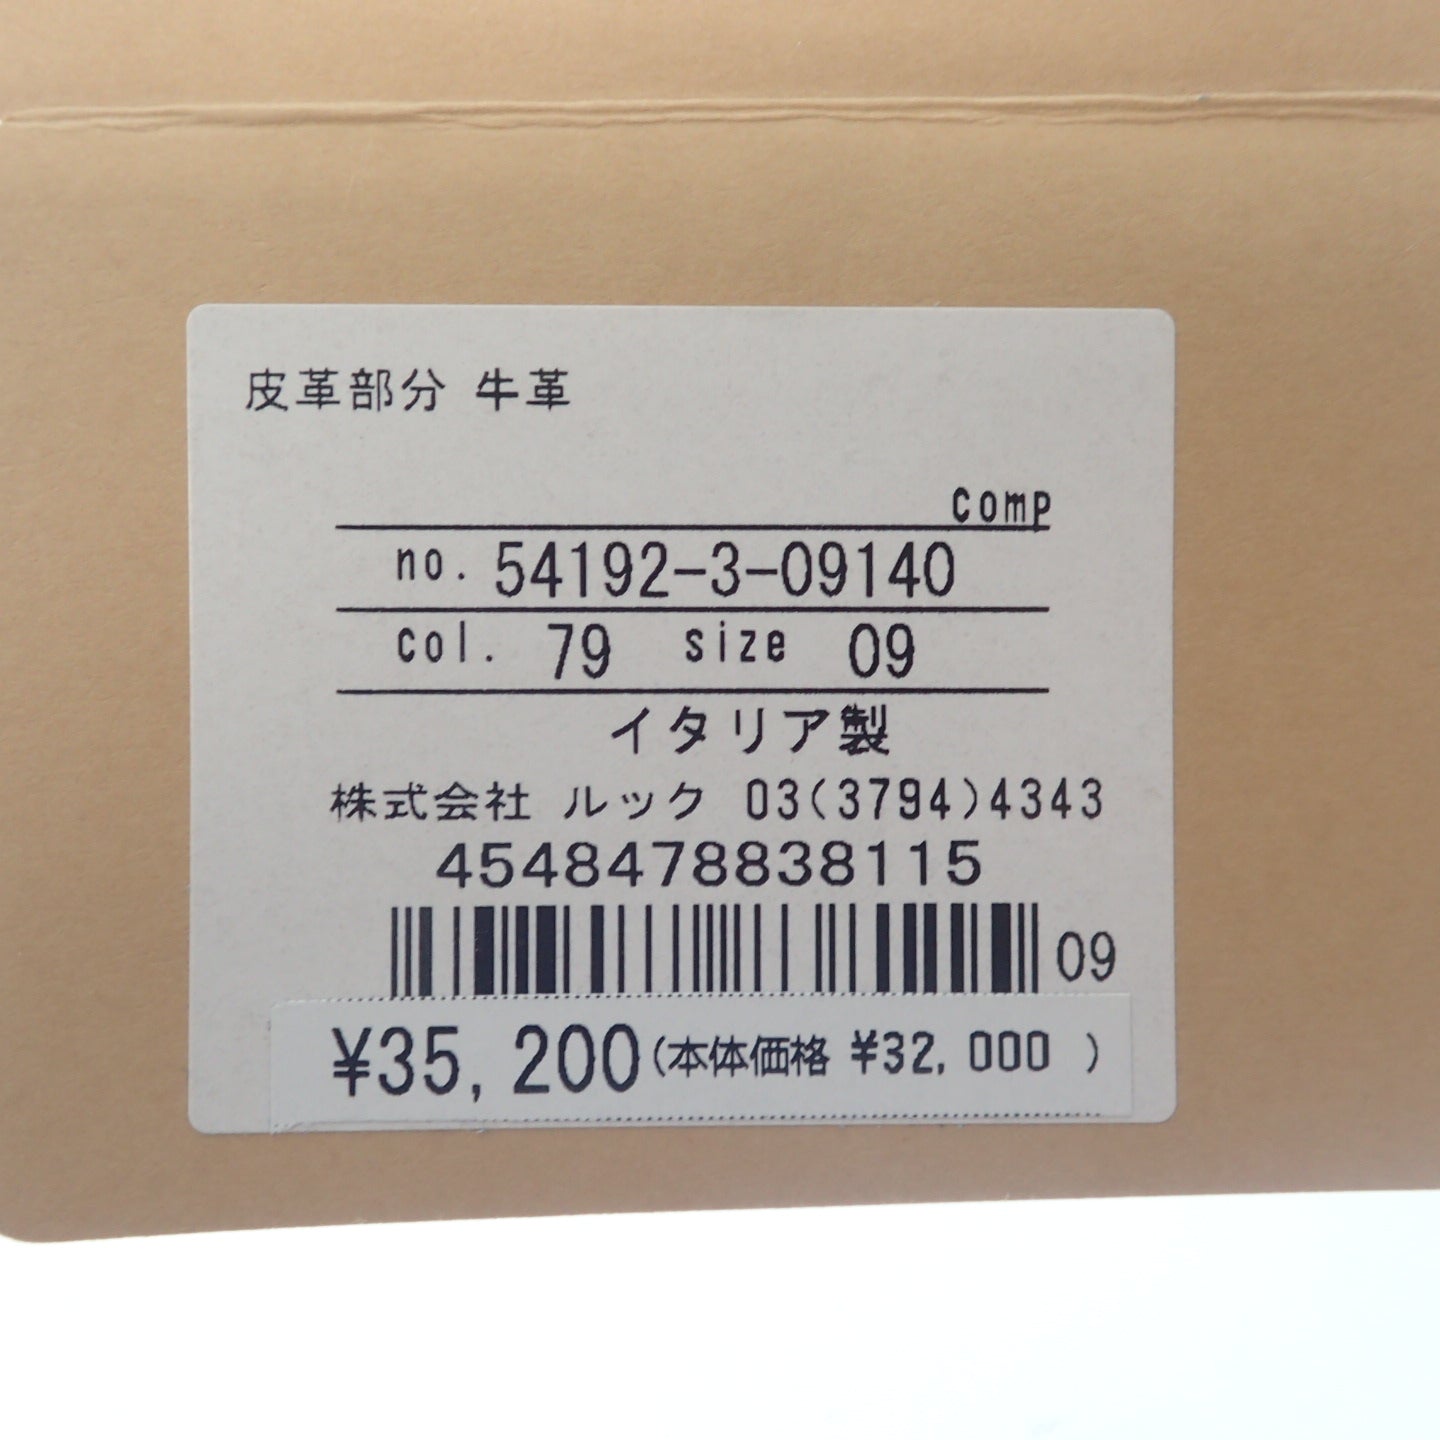 皮革部分 牛革
comp
no. 54192-3-09140
col. 79 size 09
イタリア製
株式会社 ルック 03(3794)4343
4548478838115
09
¥35,200(本体価格 ¥32,000 )